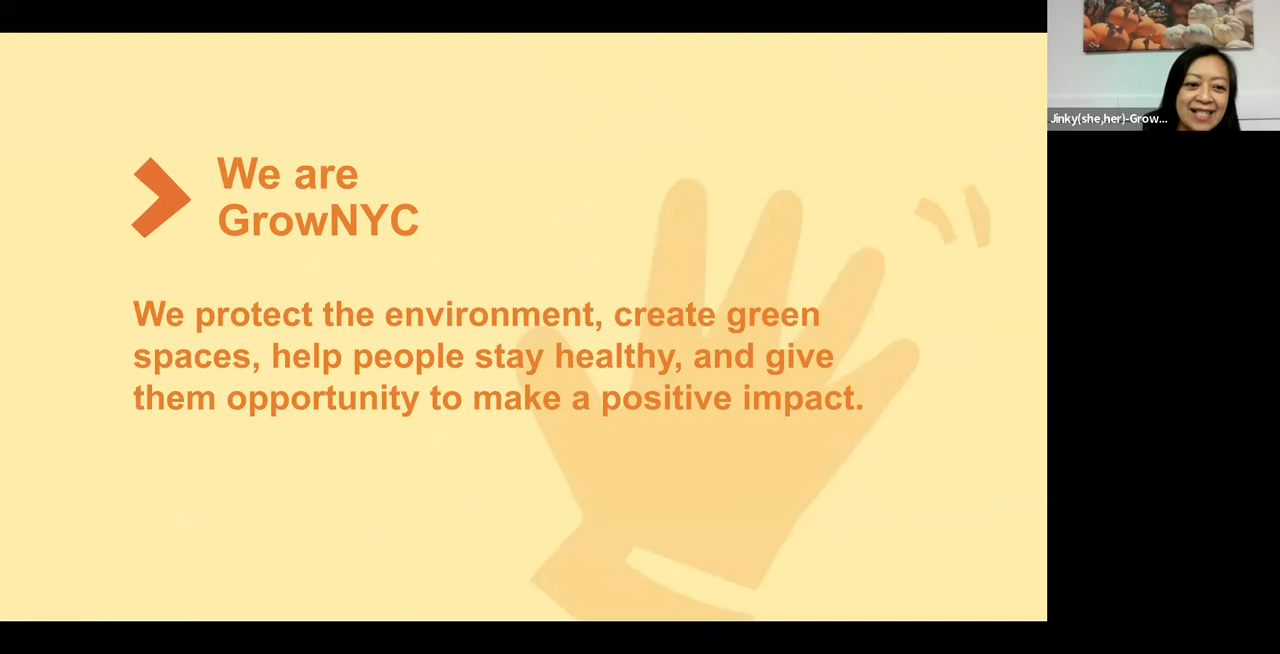 We are
GrowNYC
We protect the environment, create green
spaces, help people stay healthy, and give
them opportunity to make a positive impact.
Jinky(she,her)-Grow...